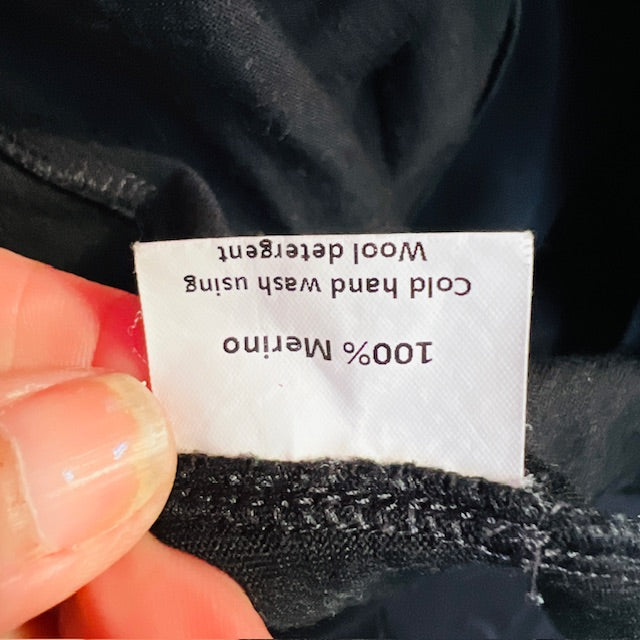 100% Merino
Cold hand wash using
Wool detergent